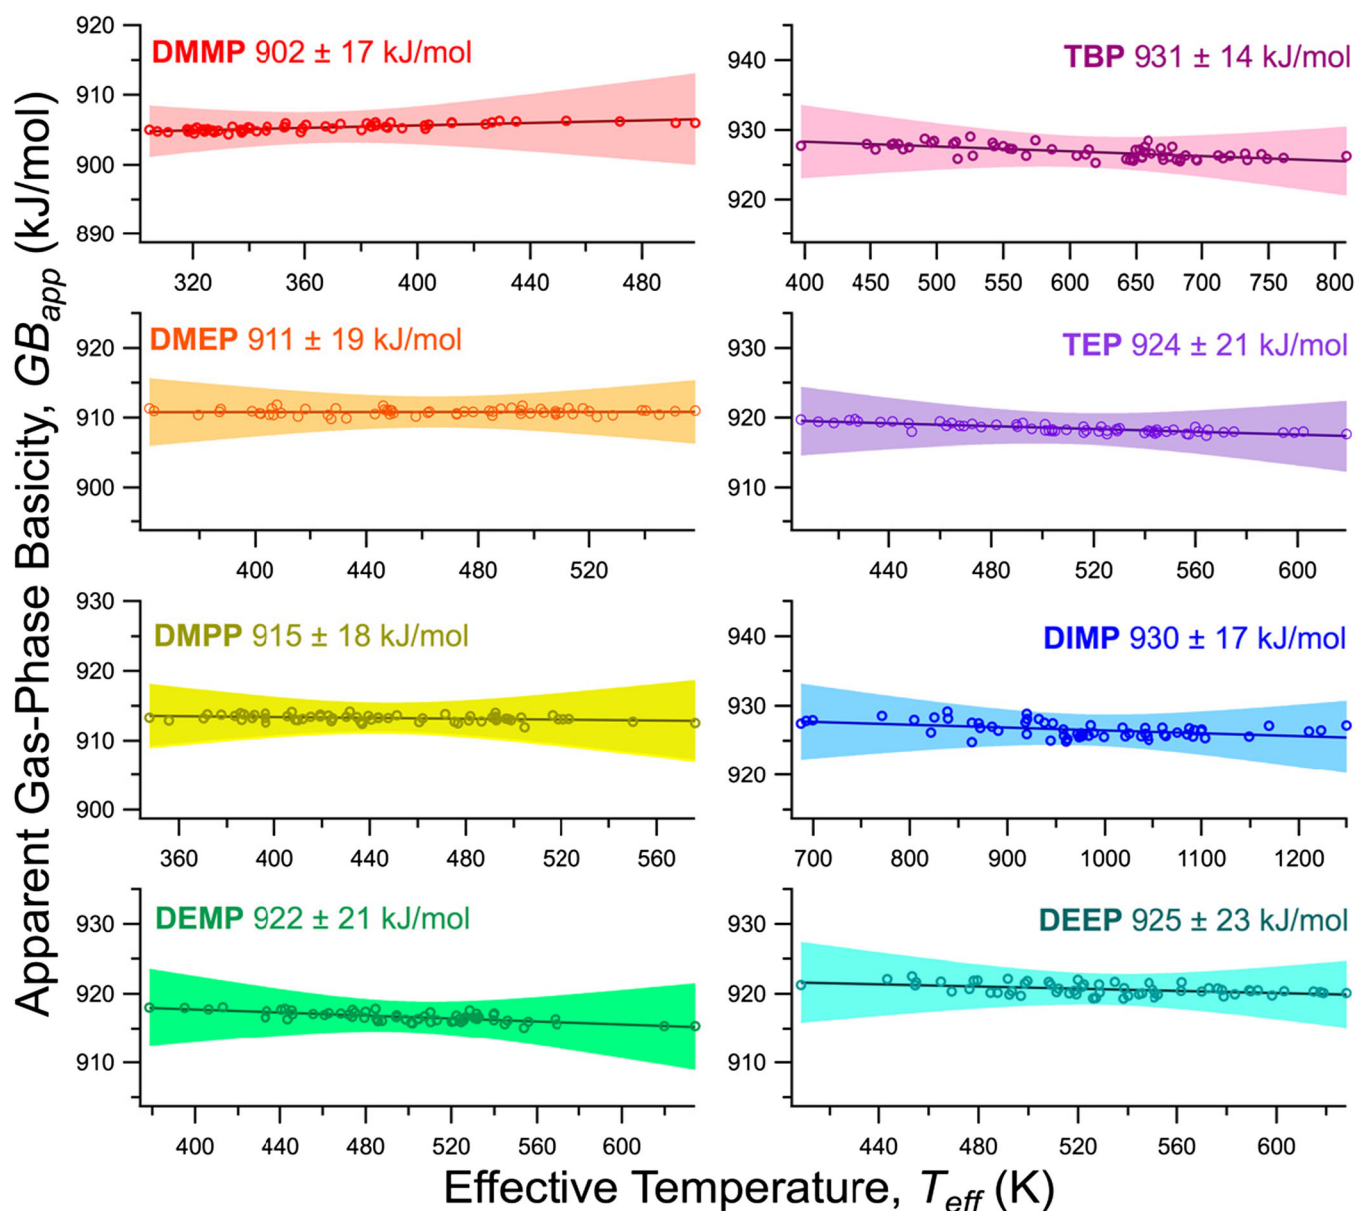 Apparent Gas-Phase Basicity, GBapp (kJ/mol)
DMMP 902 ± 17 kJ/mol
920
910
900
890
320 360 400 440 480
TBP 931 ± 14 kJ/mol
940
930
920
400 450 500 550 600 650 700 750 800
DMEP 911 ± 19 kJ/mol
920
910
900
400 440 480 520
TEP 924 ± 21 kJ/mol
930
920
910
440 480 520 560 600
DMPP 915 ± 18 kJ/mol
930
920
910
900
360 400 440 480 520 560
DIMP 930 ± 17 kJ/mol
940
930
920
700 800 900 1000 1100 1200
DEMP 922 ± 21 kJ/mol
930
920
910
400 440 480 520 560 600
DEEP 925 ± 23 kJ/mol
930
920
910
440 480 520 560 600
Effective Temperature, Teff (K)